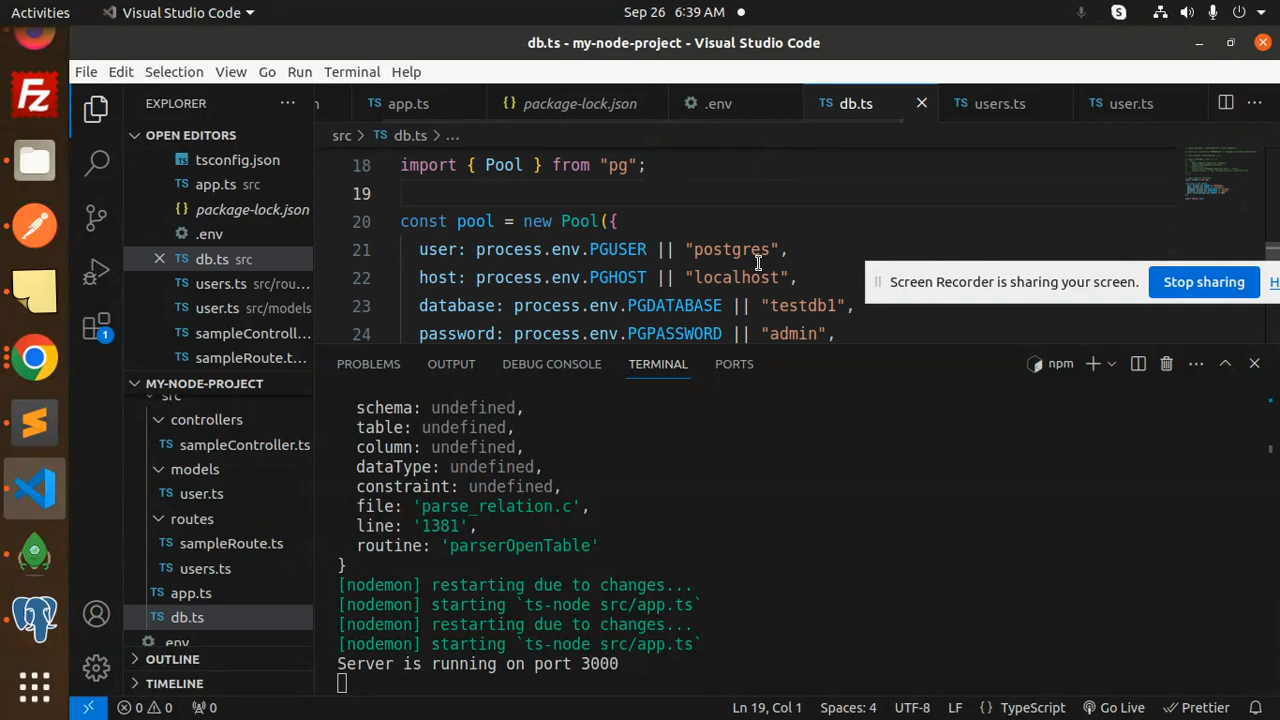 Activities
Visual Studio Code
Sep 26 6:39 AM
db.ts - my-node-project - Visual Studio Code
File Edit Selection View Go Run Terminal Help
EXPLORER
app.ts
package-lock.json
.env
db.ts
users.ts
user.ts
OPEN EDITORS
tsconfig.json
app.ts src
package-lock.json
.env
db.ts src
users.ts src/rou...
user.ts src/models
sampleControll...
sampleRoute.t...
MY-NODE-PROJECT
src
controllers
sampleController.ts
models
user.ts
routes
sampleRoute.ts
users.ts
app.ts
db.ts
.env
OUTLINE
TIMELINE
1
src > db.ts > ...
18 import { Pool } from "pg";
19
20 const pool = new Pool({
21 user: process.env.PGUSER || "postgres",
22 host: process.env.PGHOST || "localhost",
23 database: process.env.PGDATABASE || "testdb1",
24 password: process.env.PGPASSWORD || "admin",
Screen Recorder is sharing your screen.
Stop sharing
PROBLEMS OUTPUT DEBUG CONSOLE TERMINAL PORTS
npm
schema: undefined,
table: undefined,
column: undefined,
dataType: undefined,
constraint: undefined,
file: 'parse_relation.c',
line: '1381',
routine: 'parserOpenTable'
}
[nodemon] restarting due to changes...
[nodemon] starting `ts-node src/app.ts`
[nodemon] restarting due to changes...
[nodemon] starting `ts-node src/app.ts`
Server is running on port 3000
0 0 0
Ln 19, Col 1 Spaces: 4 UTF-8 LF { } TypeScript Go Live Prettier